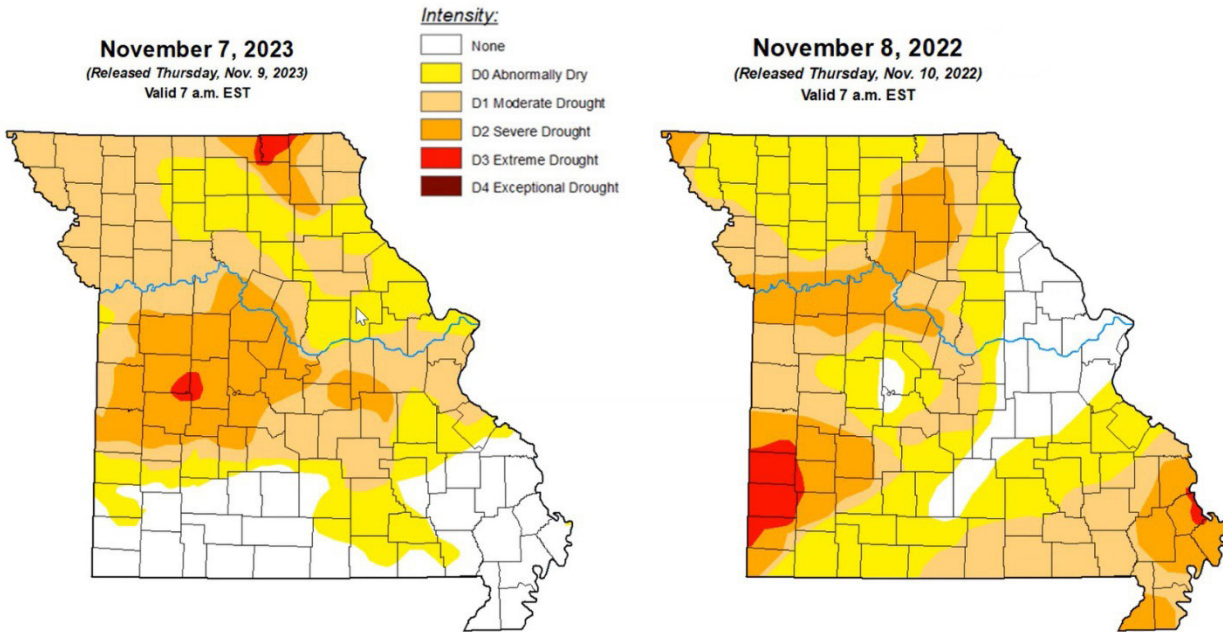 November 7, 2023
(Released Thursday, Nov. 9, 2023)
Valid 7 a.m. EST
Intensity:
None
D0 Abnormally Dry
D1 Moderate Drought
D2 Severe Drought
D3 Extreme Drought
D4 Exceptional Drought
November 8, 2022
(Released Thursday, Nov. 10, 2022)
Valid 7 a.m. EST